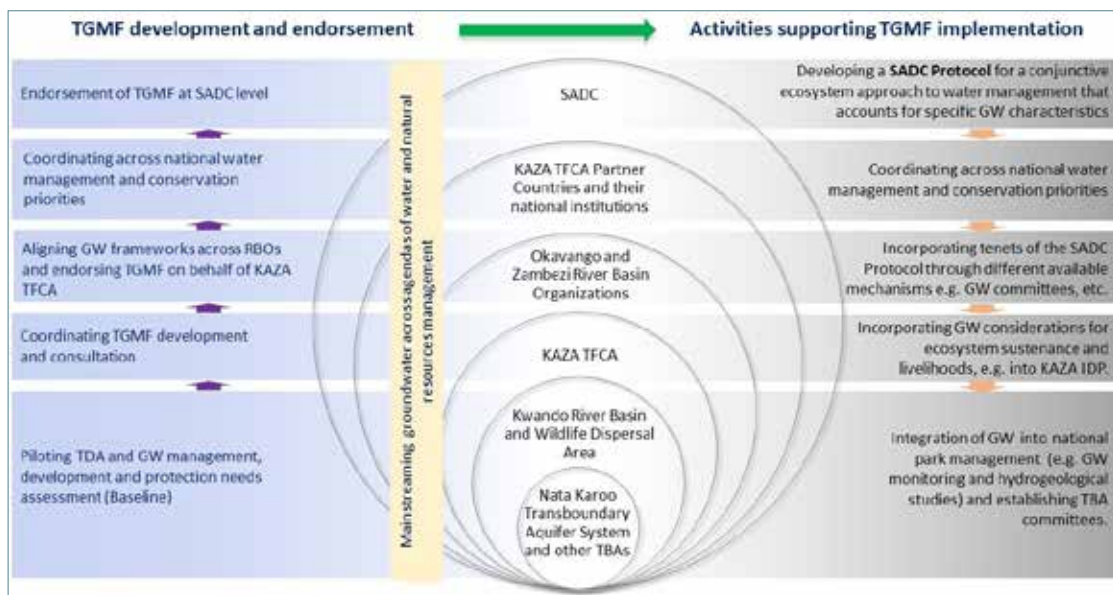 TGMF development and endorsement
Activities supporting TGMF implementation
Endorsement of TGMF at SADC level
Coordinating across national water
management and conservation
priorities
Aligning GW frameworks across RBOs
and endorsing TGMF on behalf of KAZA
TFCA
Coordinating TGMF development
and consultation
Piloting TDA and GW management,
development and protection needs
assessment (Baseline)
Mainstreaming groundwater across agendas of water and natural
resources management
SADC
KAZA TFCA Partner
Countries and their
national institutions
Okavango and
Zambezi River Basin
Organizations
KAZA TFCA
Kwando River Basin
and Wildlife Dispersal
Area
Nata Karoo
Transboundary
Aquifer System
and other TBAs
Developing a SADC Protocol for a conjunctive
ecosystem approach to water management that
accounts for specific GW characteristics
Coordinating across national water
management and conservation priorities
Incorporating tenets of the SADC
Protocol through different available
mechanisms e.g. GW committees, etc.
Incorporating GW considerations for
ecosystem sustenance and
livelihoods, e.g. into KAZA IDP.
Integration of GW into national
park management (e.g. GW
monitoring and hydrogeological
studies) and establishing TBA
committees.